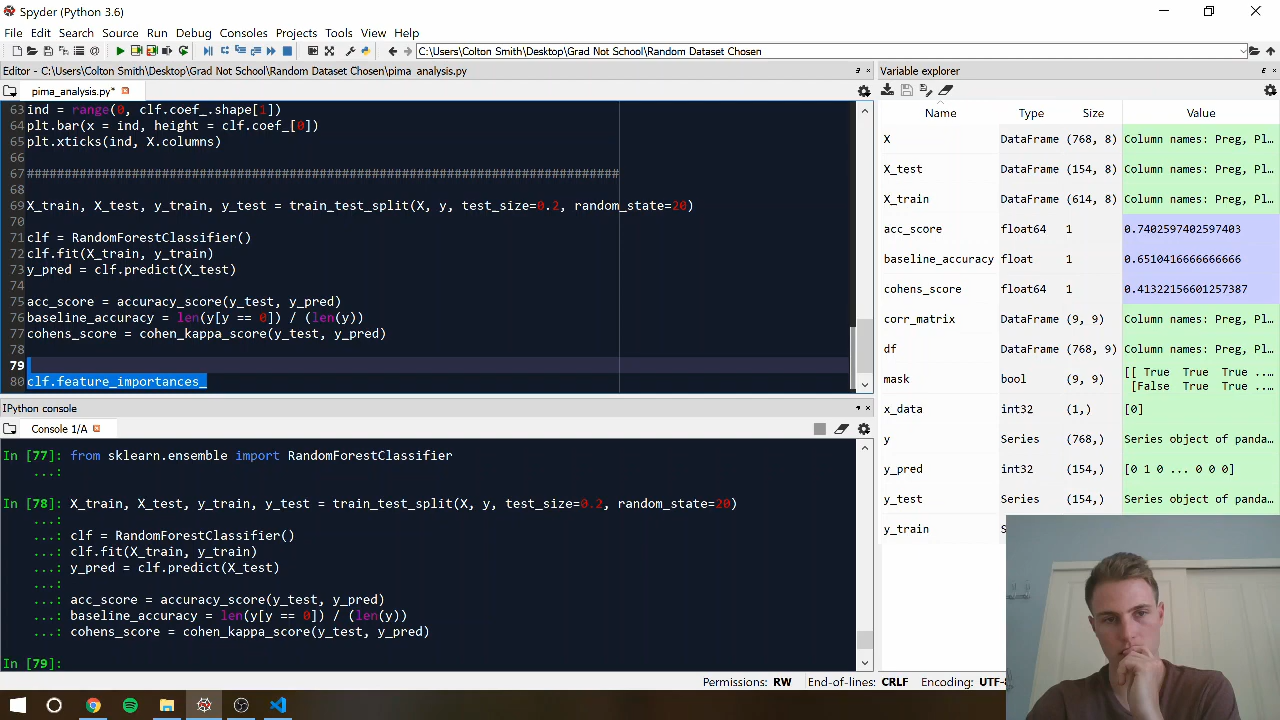 Spyder (Python 3.6)
File Edit Search Source Run Debug Consoles Projects Tools View Help
C:\Users\Colton Smith\Desktop\Grad Not School\Random Dataset Chosen
Editor - C:\Users\Colton Smith\Desktop\Grad Not School\Random Dataset Chosen\pima_analysis.py
pima_analysis.py*
63 ind = range(0, clf.coef_.shape[1])
64 plt.bar(x = ind, height = clf.coef_[0])
65 plt.xticks(ind, X.columns)
66
67 ###############################################################################
68
69 X_train, X_test, y_train, y_test = train_test_split(X, y, test_size=0.2, random_state=20)
70
71 clf = RandomForestClassifier()
72 clf.fit(X_train, y_train)
73 y_pred = clf.predict(X_test)
74
75 acc_score = accuracy_score(y_test, y_pred)
76 baseline_accuracy = len(y[y == 0]) / (len(y))
77 cohens_score = cohen_kappa_score(y_test, y_pred)
78
79
80 clf.feature_importances_
IPython console
Console 1/A
In [77]: from sklearn.ensemble import RandomForestClassifier
...:
In [78]: X_train, X_test, y_train, y_test = train_test_split(X, y, test_size=0.2, random_state=20)
...:
...: clf = RandomForestClassifier()
...: clf.fit(X_train, y_train)
...: y_pred = clf.predict(X_test)
...:
...: acc_score = accuracy_score(y_test, y_pred)
...: baseline_accuracy = len(y[y == 0]) / (len(y))
...: cohens_score = cohen_kappa_score(y_test, y_pred)
In [79]:
Variable explorer
Name Type Size Value
X DataFrame (768, 8) Column names: Preg, Pl...
X_test DataFrame (154, 8) Column names: Preg, Pl...
X_train DataFrame (614, 8) Column names: Preg, Pl...
acc_score float64 1 0.7402597402597403
baseline_accuracy float 1 0.6510416666666666
cohens_score float64 1 0.41322156601257387
corr_matrix DataFrame (9, 9) Column names: Preg, Pl...
df DataFrame (768, 9) Column names: Preg, Pl...
mask bool (9, 9) [[ True True True ...
[False True True ...
x_data int32 (1,) [0]
y Series (768,) Series object of panda...
y_pred int32 (154,) [0 1 0 ... 0 0 0]
y_test Series (154,) Series object of panda...
y_train
Permissions: RW End-of-lines: CRLF Encoding: